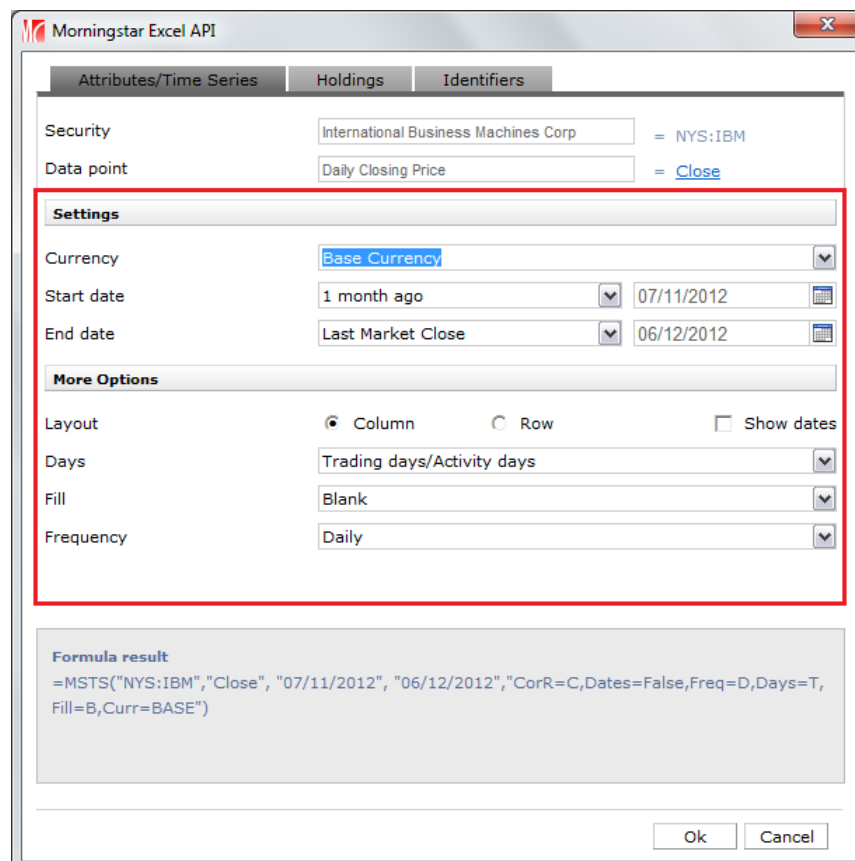 Morningstar Excel API
Attributes/Time Series Holdings Identifiers
Security International Business Machines Corp = NYS:IBM
Data point Daily Closing Price = Close
Settings
Currency Base Currency
Start date 1 month ago 07/11/2012
End date Last Market Close 06/12/2012
More Options
Layout Column Row Show dates
Days Trading days/Activity days
Fill Blank
Frequency Daily
Formula result
=MSTS("NYS:IBM","Close", "07/11/2012", "06/12/2012","CorR=C,Dates=False,Freq=D,Days=T,
Fill=B,Curr=BASE")
Ok Cancel